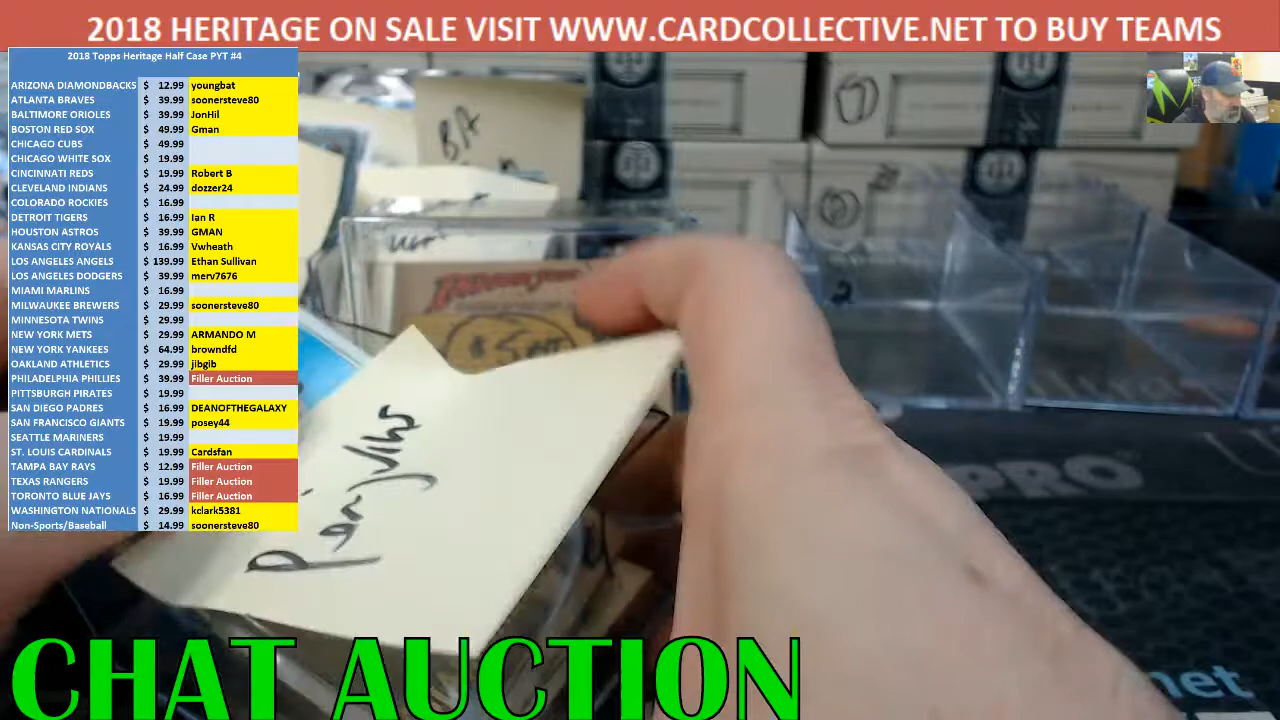 2018 HERITAGE ON SALE VISIT WWW.CARDCOLLECTIVE.NET TO BUY TEAMS
2018 Topps Heritage Half Case PYT #4
ARIZONA DIAMONDBACKS $ 12.99 youngbat
ATLANTA BRAVES $ 39.99 soonersteve80
BALTIMORE ORIOLES $ 39.99 JonHil
BOSTON RED SOX $ 49.99 Gman
CHICAGO CUBS $ 49.99
CHICAGO WHITE SOX $ 19.99
CINCINNATI REDS $ 19.99 Robert B
CLEVELAND INDIANS $ 24.99 dozzer24
COLORADO ROCKIES $ 16.99
DETROIT TIGERS $ 16.99 Ian R
HOUSTON ASTROS $ 39.99 GMAN
KANSAS CITY ROYALS $ 16.99 Vwheath
LOS ANGELES ANGELS $ 139.99 Ethan Sullivan
LOS ANGELES DODGERS $ 39.99 merv7676
MIAMI MARLINS $ 16.99
MILWAUKEE BREWERS $ 29.99 soonersteve80
MINNESOTA TWINS $ 29.99
NEW YORK METS $ 29.99 ARMANDO M
NEW YORK YANKEES $ 64.99 browndfd
OAKLAND ATHLETICS $ 29.99 jibgib
PHILADELPHIA PHILLIES $ 39.99 Filler Auction
PITTSBURGH PIRATES $ 19.99
SAN DIEGO PADRES $ 16.99 DEANOFTHEGALAXY
SAN FRANCISCO GIANTS $ 19.99 posey44
SEATTLE MARINERS $ 19.99
ST. LOUIS CARDINALS $ 19.99 Cardsfan
TAMPA BAY RAYS $ 12.99 Filler Auction
TEXAS RANGERS $ 19.99 Filler Auction
TORONTO BLUE JAYS $ 16.99 Filler Auction
WASHINGTON NATIONALS $ 29.99 kclark5381
Non-Sports/Baseball $ 14.99 soonersteve80
PRO
net
CHAT AUCTION